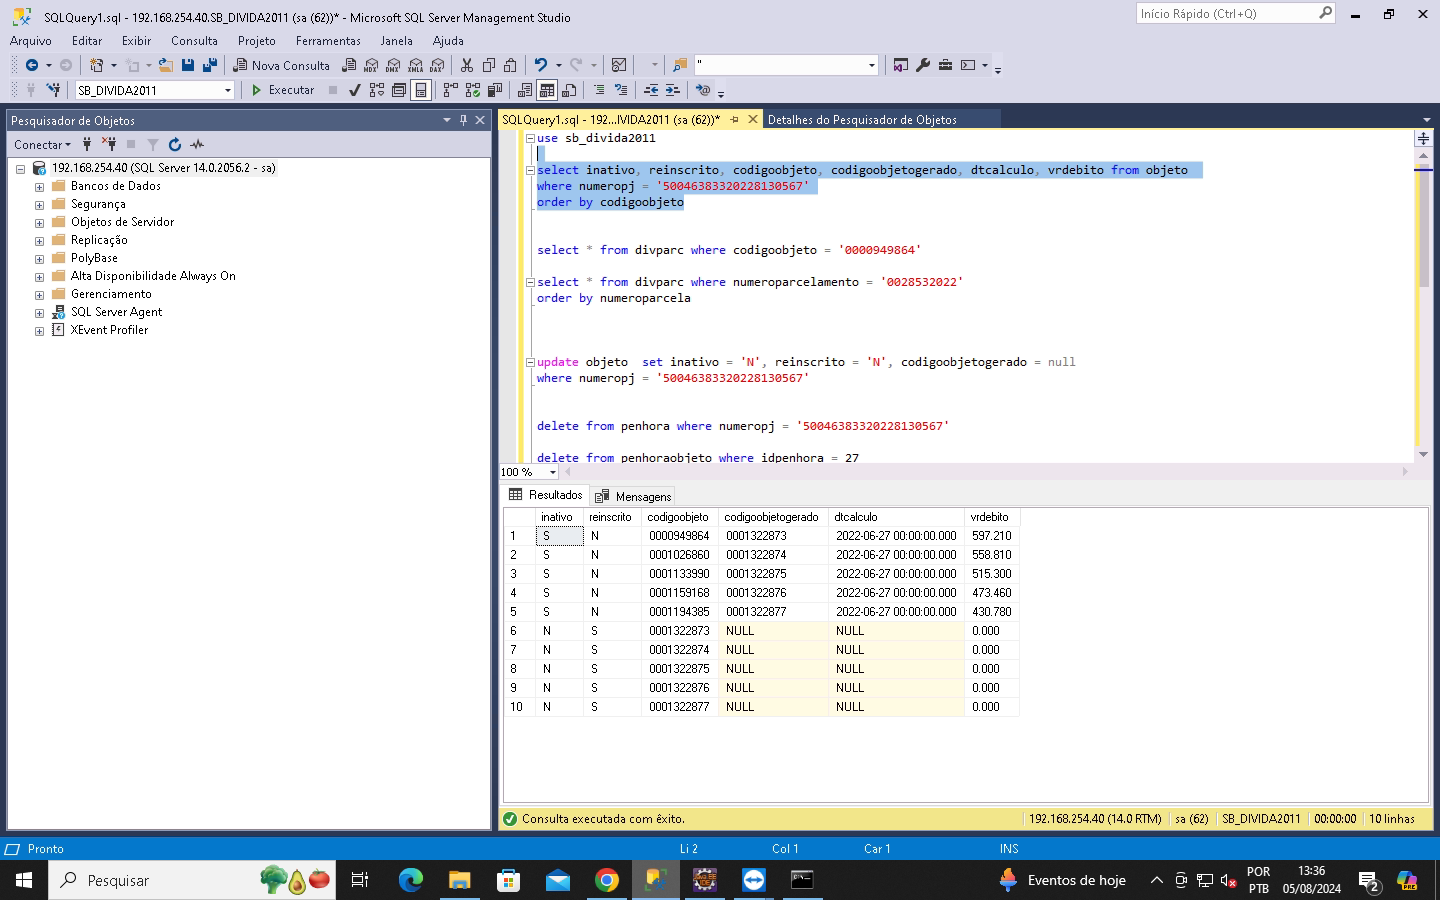 SQLQuery1.sql - 192.168.254.40.SB_DIVIDA2011 (sa (62))* - Microsoft SQL Server Management Studio
Início Rápido (Ctrl+Q)
Arquivo Editar Exibir Consulta Projeto Ferramentas Janela Ajuda
Nova Consulta MDX DMX XMLA DAX "
SB_DIVIDA2011 Executar
Pesquisador de Objetos
Conectar
192.168.254.40 (SQL Server 14.0.2056.2 - sa)
Bancos de Dados
Segurança
Objetos de Servidor
Replicação
PolyBase
Alta Disponibilidade Always On
Gerenciamento
SQL Server Agent
XEvent Profiler
SQLQuery1.sql - 192...IVIDA2011 (sa (62))* Detalhes do Pesquisador de Objetos
use sb_divida2011
select inativo, reinscrito, codigoobjeto, codigoobjetogerado, dtcalculo, vrdebito from objeto
where numeropj = '50046383320228130567'
order by codigoobjeto
select * from divparc where codigoobjeto = '0000949864'
select * from divparc where numeroparcelamento = '0028532022'
order by numeroparcela
update objeto  set inativo = 'N', reinscrito = 'N', codigoobjetogerado = null
where numeropj = '50046383320228130567'
delete from penhora where numeropj = '50046383320228130567'
delete from penhoraobjeto where idpenhora = 27
100 %
Resultados Mensagens
inativo reinscrito codigoobjeto codigoobjetogerado dtcalculo vrdebito
1 S N 0000949864 0001322873 2022-06-27 00:00:00.000 597.210
2 S N 0001026860 0001322874 2022-06-27 00:00:00.000 558.810
3 S N 0001133990 0001322875 2022-06-27 00:00:00.000 515.300
4 S N 0001159168 0001322876 2022-06-27 00:00:00.000 473.460
5 S N 0001194385 0001322877 2022-06-27 00:00:00.000 430.780
6 N S 0001322873 NULL NULL 0.000
7 N S 0001322874 NULL NULL 0.000
8 N S 0001322875 NULL NULL 0.000
9 N S 0001322876 NULL NULL 0.000
10 N S 0001322877 NULL NULL 0.000
Consulta executada com êxito. 192.168.254.40 (14.0 RTM) sa (62) SB_DIVIDA2011 00:00:00 10 linhas
Pronto Li 2 Col 1 Car 1 INS
Pesquisar Eventos de hoje POR PTB 13:36 05/08/2024 2 PRE